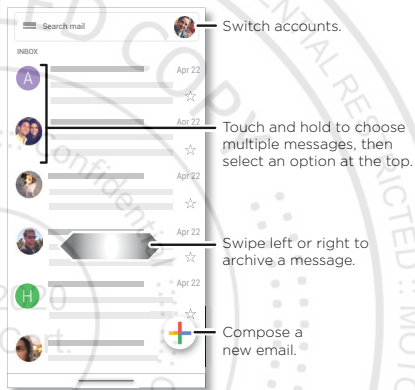 Search mail
Switch accounts.
INBOX
A
Apr 22
Apr 22
Touch and hold to choose
multiple messages, then
select an option at the top.
Apr 22
Apr 22
Swipe left or right to
archive a message.
H
Apr 22
Compose a
new email.
Confidential
2020